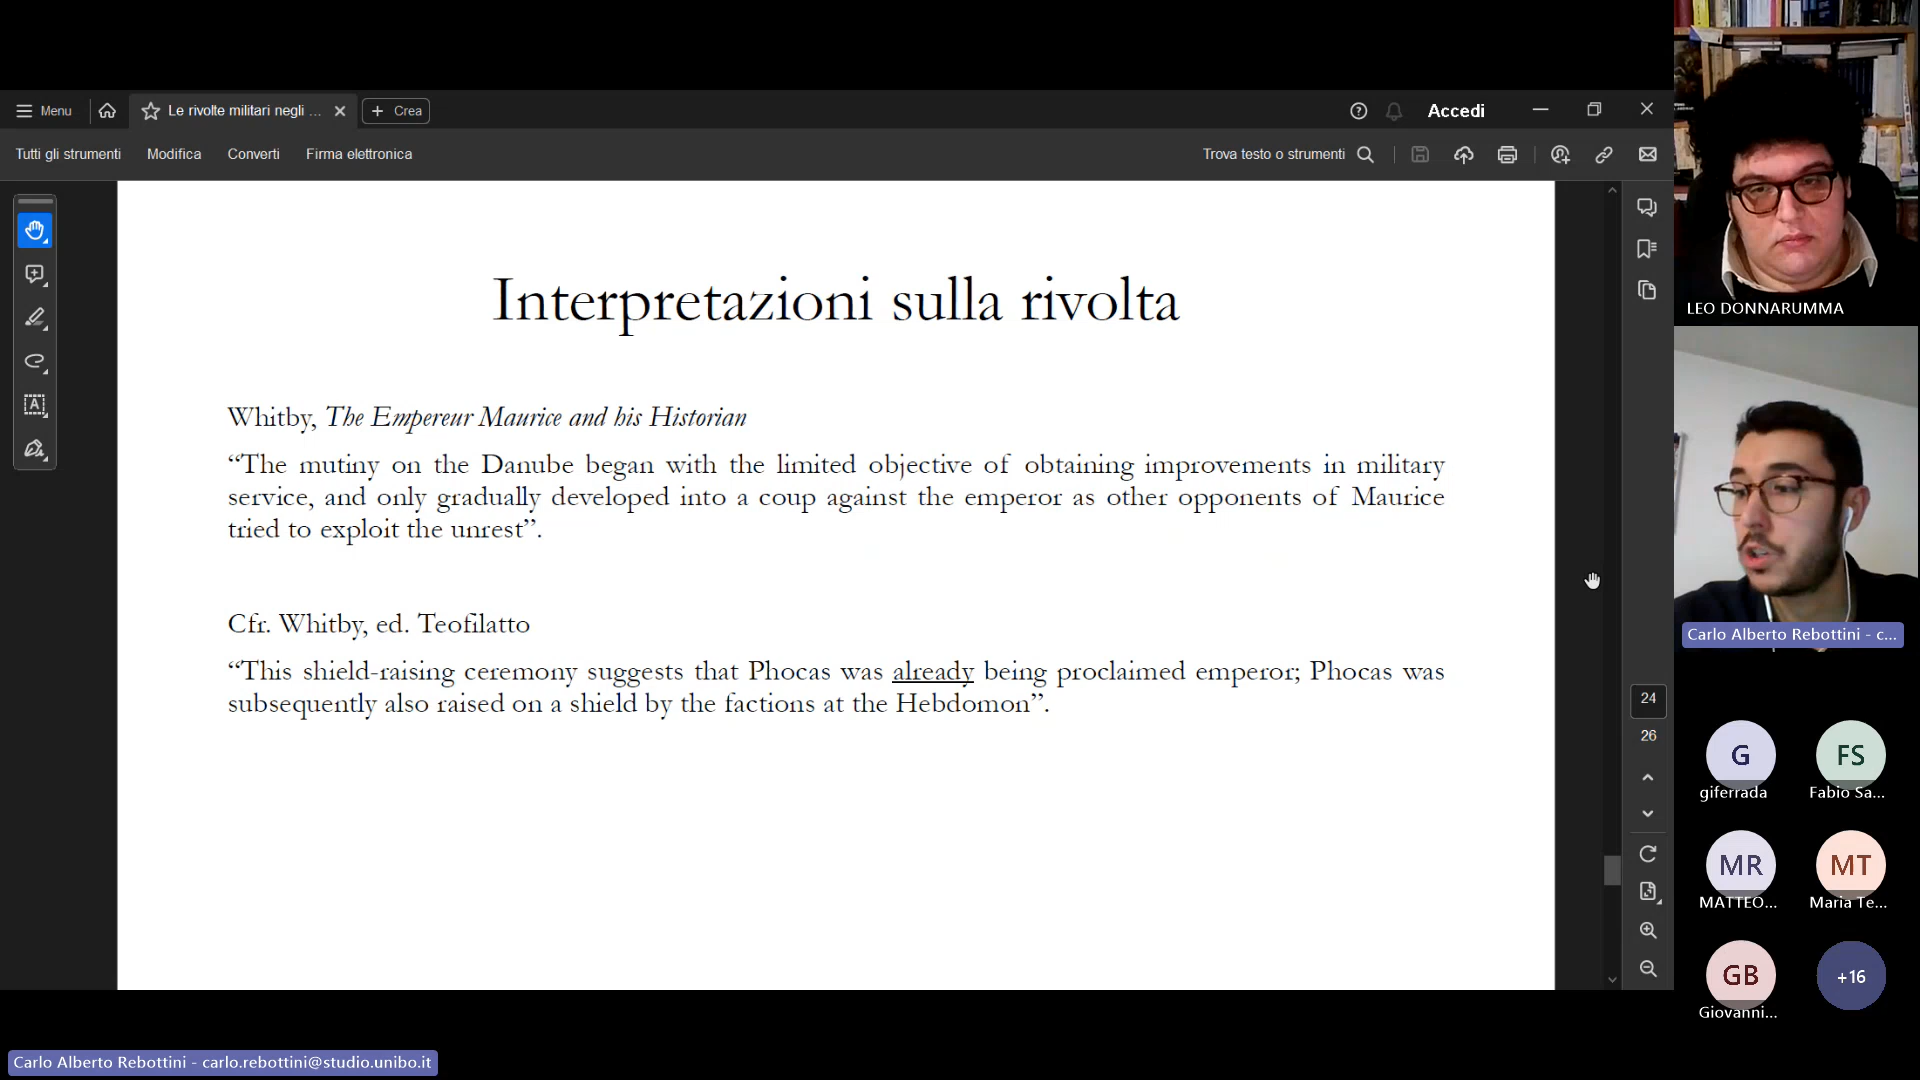 Menu
Le rivolte militari negli ...
Crea
Accedi
Tutti gli strumenti
Modifica
Converti
Firma elettronica
Trova testo o strumenti
Interpretazioni sulla rivolta
Whitby, The Empereur Maurice and his Historian
“The mutiny on the Danube began with the limited objective of obtaining improvements in military
service, and only gradually developed into a coup against the emperor as other opponents of Maurice
tried to exploit the unrest”.
Cfr. Whitby, ed. Teofilatto
“This shield-raising ceremony suggests that Phocas was already being proclaimed emperor; Phocas was
subsequently also raised on a shield by the factions at the Hebdomon”.
24
26
LEO DONNARUMMA
Carlo Alberto Rebottini - c...
G
giferrada
FS
Fabio Sa...
MR
MATTEO...
MT
Maria Te...
GB
Giovanni...
+16
Carlo Alberto Rebottini - carlo.rebottini@studio.unibo.it